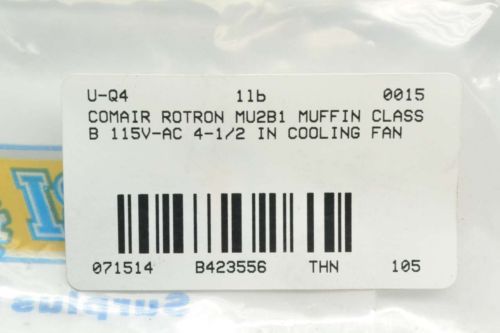 U-Q4 1lb 0015
COMAIR ROTRON MU2B1 MUFFIN CLASS
B 115V-AC 4-1/2 IN COOLING FAN
071514 B423556 THN 105
Surplus